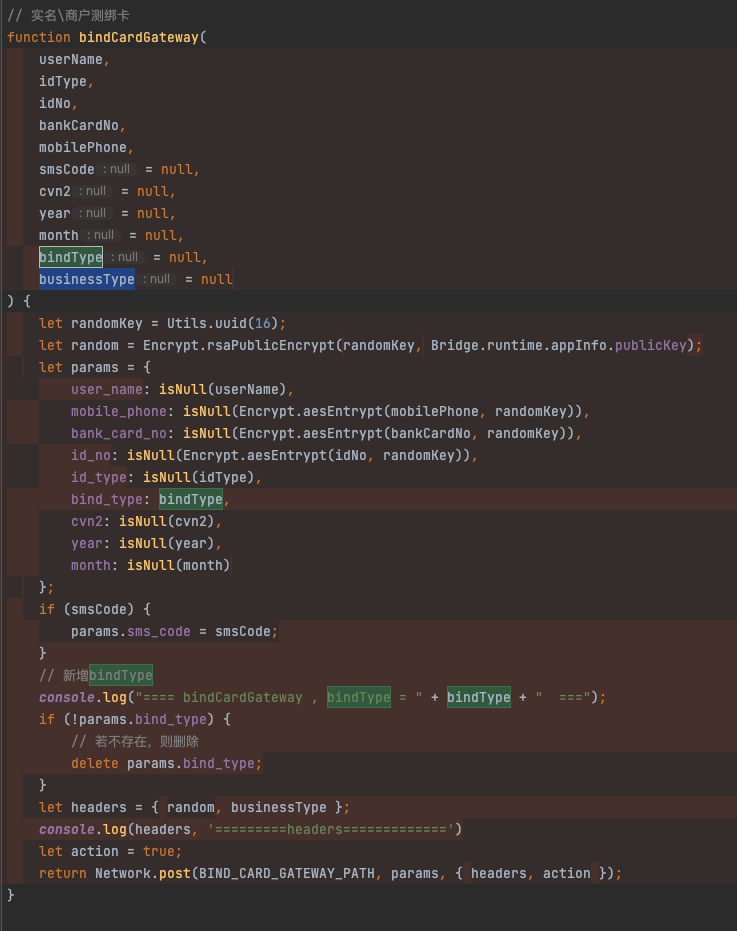 // 实名\商户测绑卡
function bindCardGateway(
userName,
idType,
idNo,
bankCardNo,
mobilePhone,
smsCode : null = null,
cvn2 : null = null,
year : null = null,
month : null = null,
bindType : null = null,
businessType : null = null
) {
let randomKey = Utils.uuid(16);
let random = Encrypt.rsaPublicEncrypt(randomKey, Bridge.runtime.appInfo.publicKey);
let params = {
user_name: isNull(userName),
mobile_phone: isNull(Encrypt.aesEntrypt(mobilePhone, randomKey)),
bank_card_no: isNull(Encrypt.aesEntrypt(bankCardNo, randomKey)),
id_no: isNull(Encrypt.aesEntrypt(idNo, randomKey)),
id_type: isNull(idType),
bind_type: bindType,
cvn2: isNull(cvn2),
year: isNull(year),
month: isNull(month)
};
if (smsCode) {
params.sms_code = smsCode;
}
// 新增bindType
console.log("==== bindCardGateway , bindType = " + bindType + "  ===");
if (!params.bind_type) {
// 若不存在，则删除
delete params.bind_type;
}
let headers = { random, businessType };
console.log(headers, '=========headers=============')
let action = true;
return Network.post(BIND_CARD_GATEWAY_PATH, params, { headers, action });
}